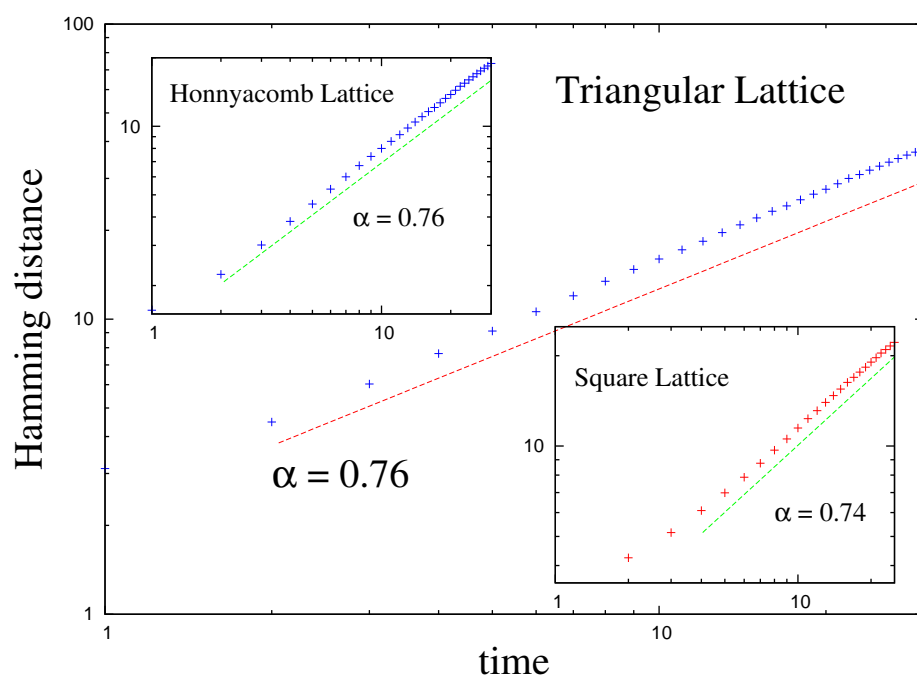 100
Honnyacomb Lattice
Triangular Lattice
10
α = 0.76
1
10
10
Square Lattice
10
α = 0.76
α = 0.74
1
10
1
1
10
Hamming distance
time